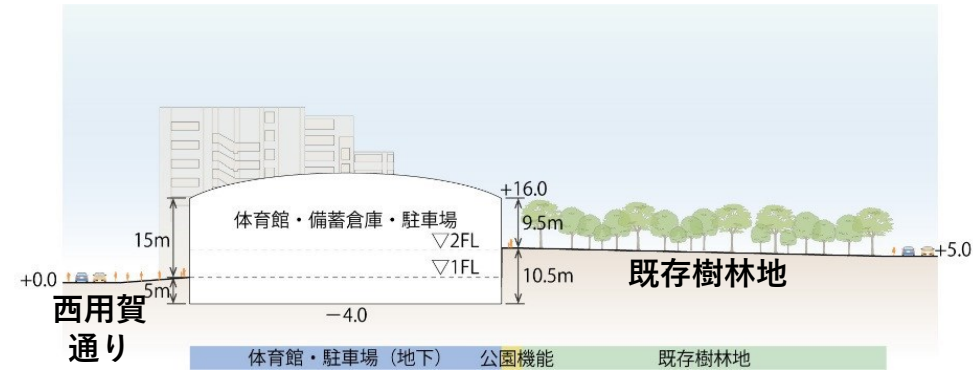 +16.0
体育館・備蓄倉庫・駐車場
9.5m
15m
▽2FL
+5.0
▽1FL
+0.0
10.5m
既存樹林地
5m
西用賀
通り
−4.0
体育館・駐車場（地下）
公園機能
既存樹林地